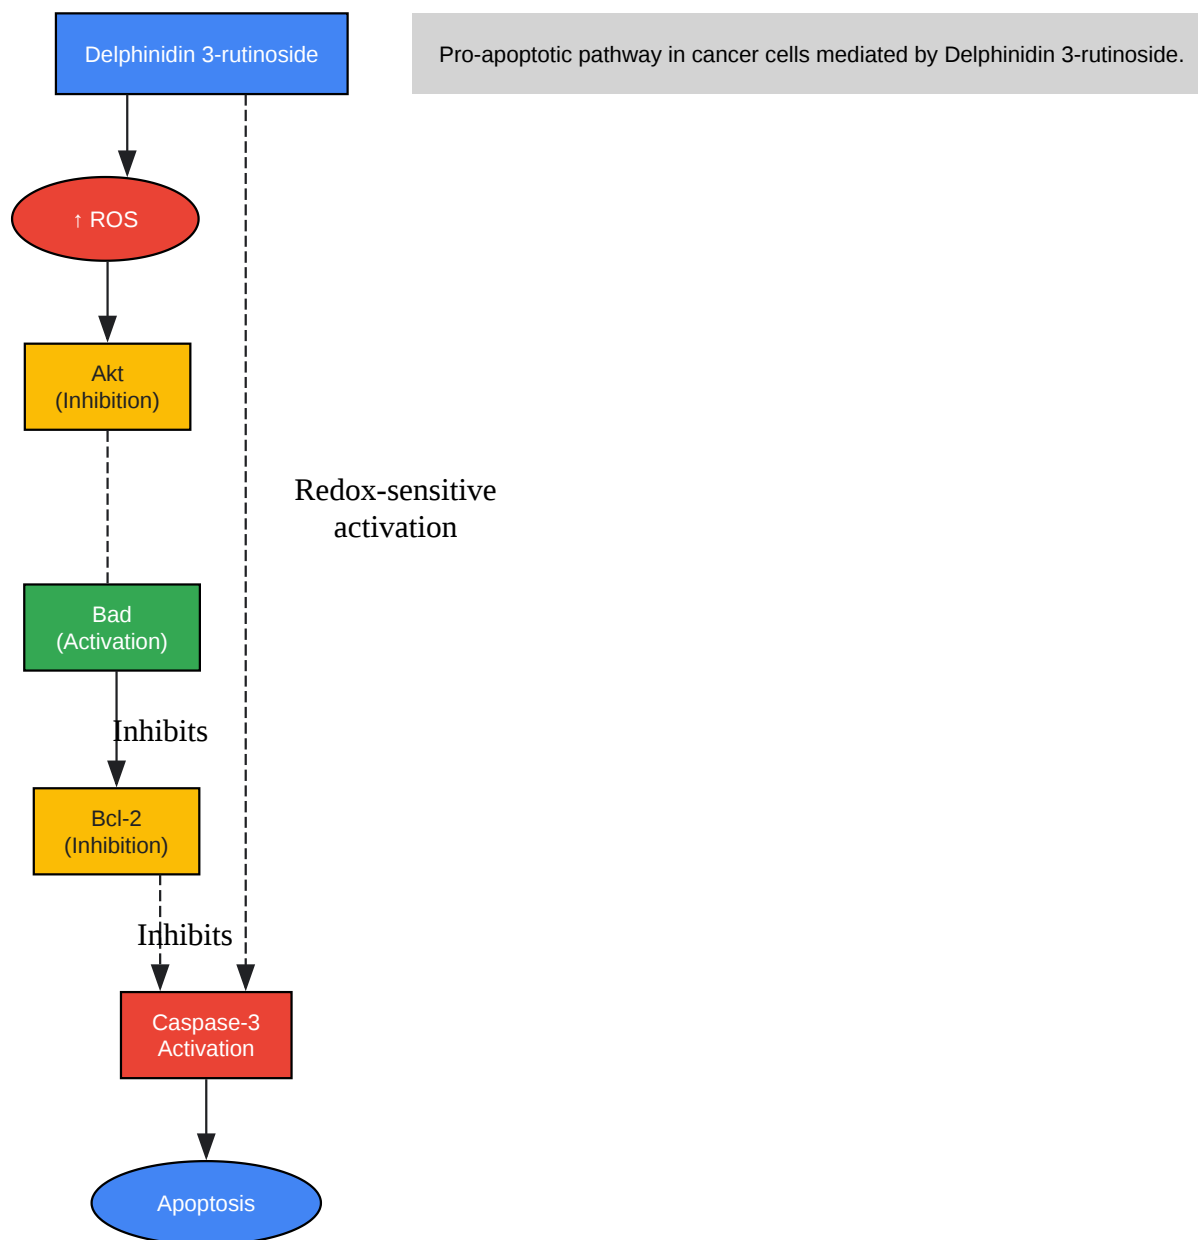 Delphinidin 3-rutinoside
Pro-apoptotic pathway in cancer cells mediated by Delphinidin 3-rutinoside.
↑ ROS
Akt
(Inhibition)
Redox-sensitive
activation
Bad
(Activation)
Inhibits
Bcl-2
(Inhibition)
Inhibits
Caspase-3
Activation
Apoptosis